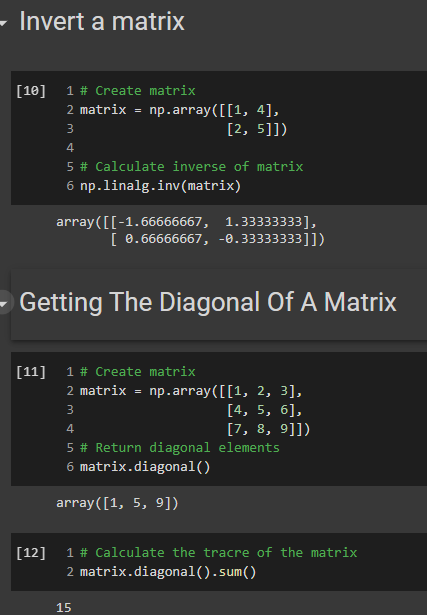 Invert a matrix
[10] 1 # Create matrix
2 matrix = np.array([[1, 4],
3 [2, 5]])
4
5 # Calculate inverse of matrix
6 np.linalg.inv(matrix)
array([[-1.66666667, 1.33333333],
[ 0.66666667, -0.33333333]])
Getting The Diagonal Of A Matrix
[11] 1 # Create matrix
2 matrix = np.array([[1, 2, 3],
3 [4, 5, 6],
4 [7, 8, 9]])
5 # Return diagonal elements
6 matrix.diagonal()
array([1, 5, 9])
[12] 1 # Calculate the tracre of the matrix
2 matrix.diagonal().sum()
15